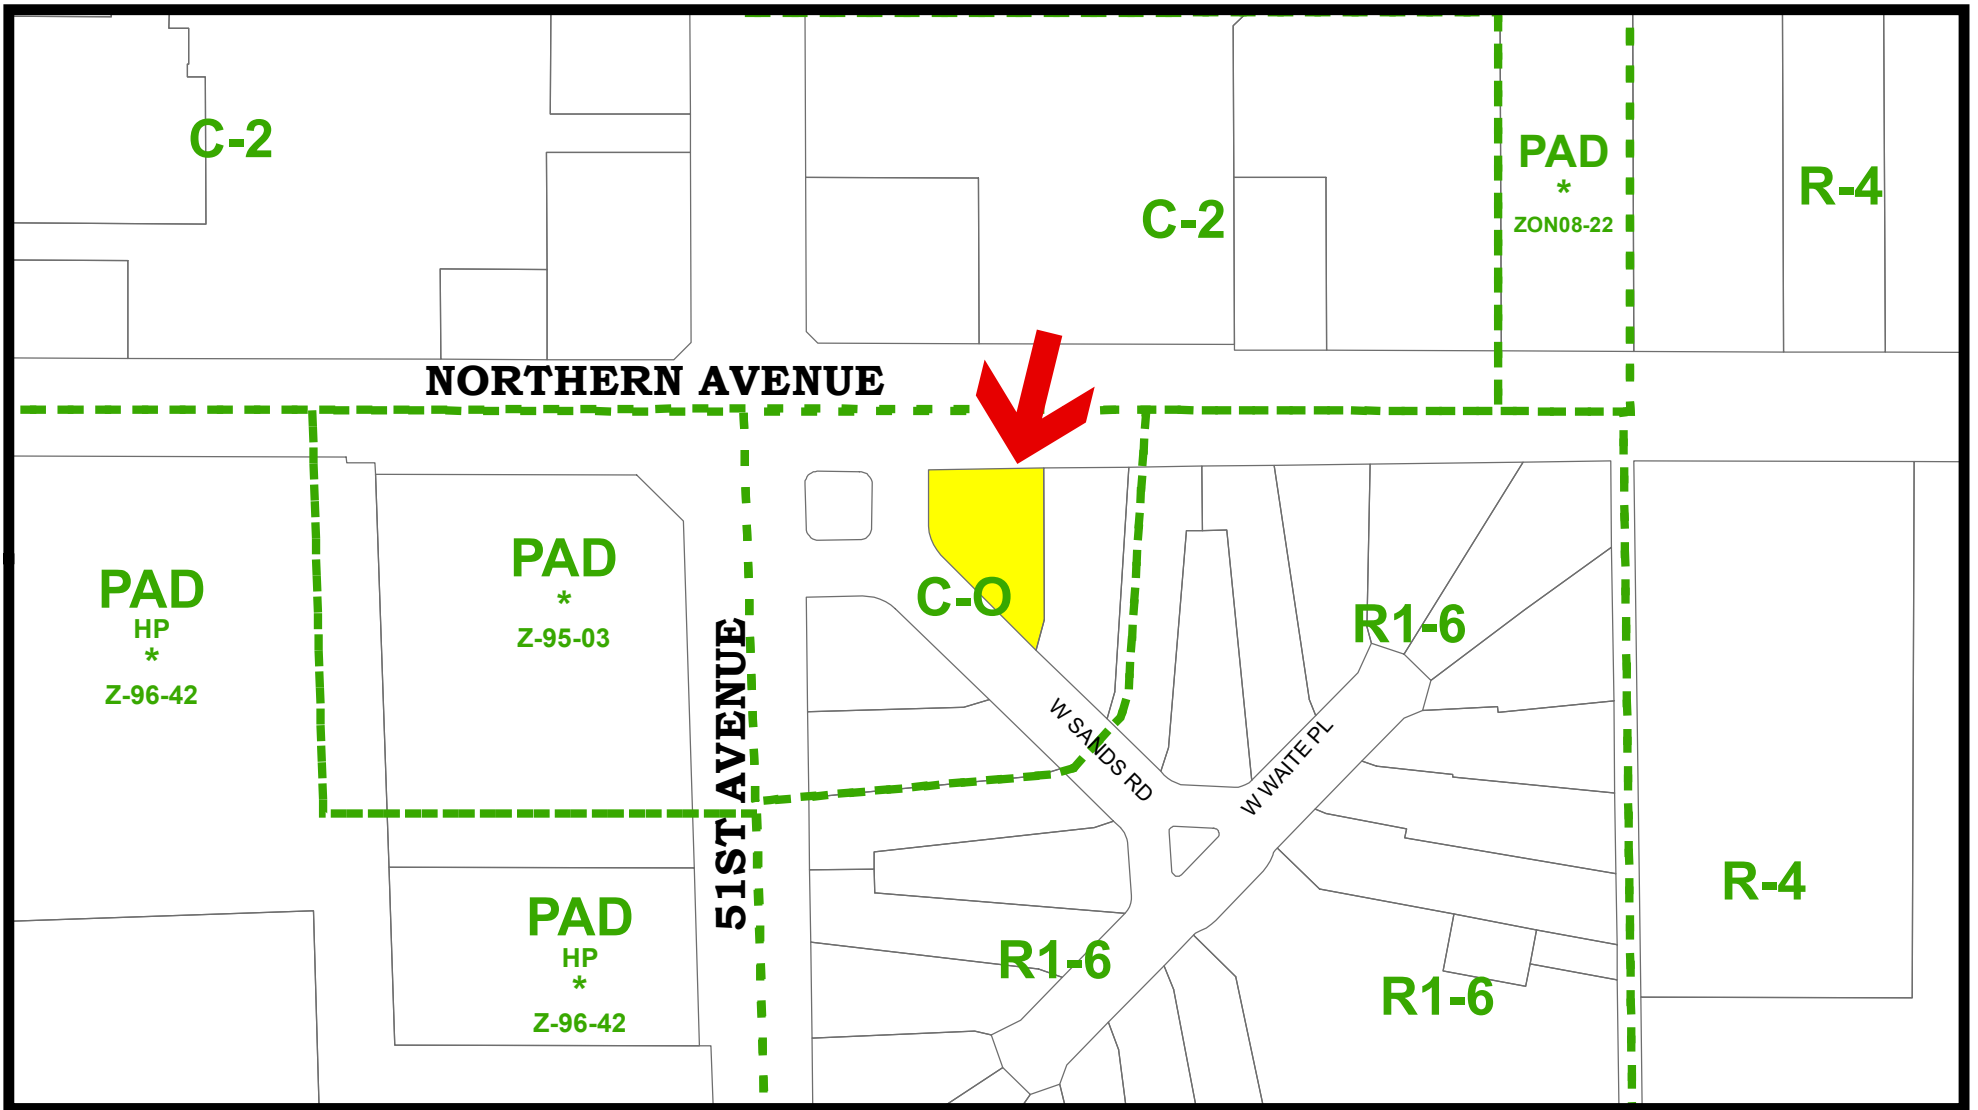 C-2
C-2
PAD
*
ZON08-22
R-4
NORTHERN AVENUE
PAD
HP
*
Z-96-42
PAD
*
Z-95-03
C-O
R1-6
51ST AVENUE
W SANDS RD
W WAITE PL
PAD
HP
*
Z-96-42
R1-6
R1-6
R-4